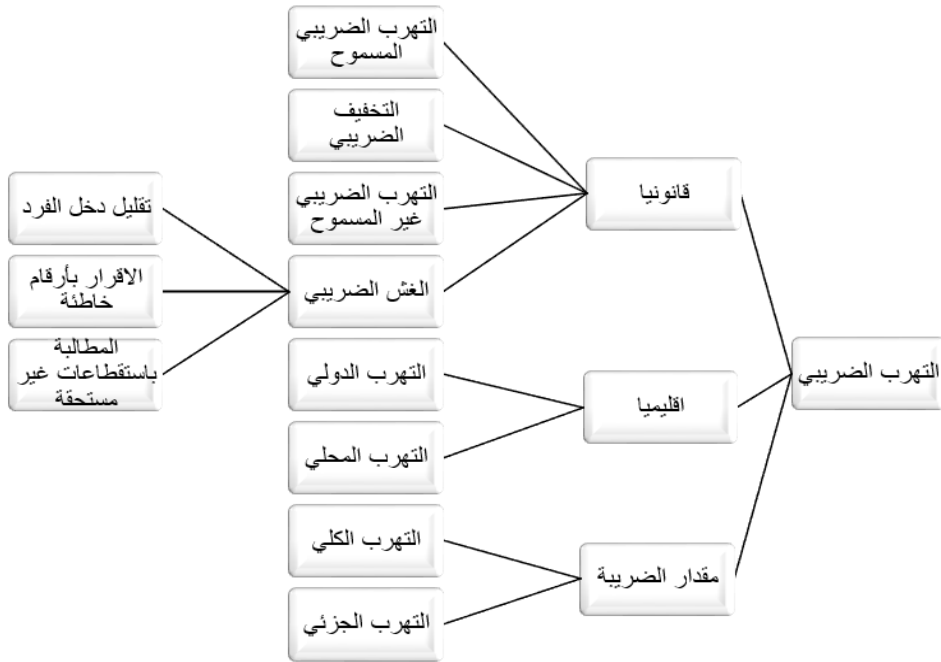 التهرب الضريبي
قانونيا
اقليميا
مقدار الضريبة
التهرب الضريبي
المسموح
التخفيف
الضريبي
التهرب الضريبي
غير المسموح
الغش الضريبي
التهرب الدولي
التهرب المحلي
التهرب الكلي
التهرب الجزئي
تقليل دخل الفرد
الاقرار بأرقام
خاطئة
المطالبة
باستقطاعات غير
مستحقة